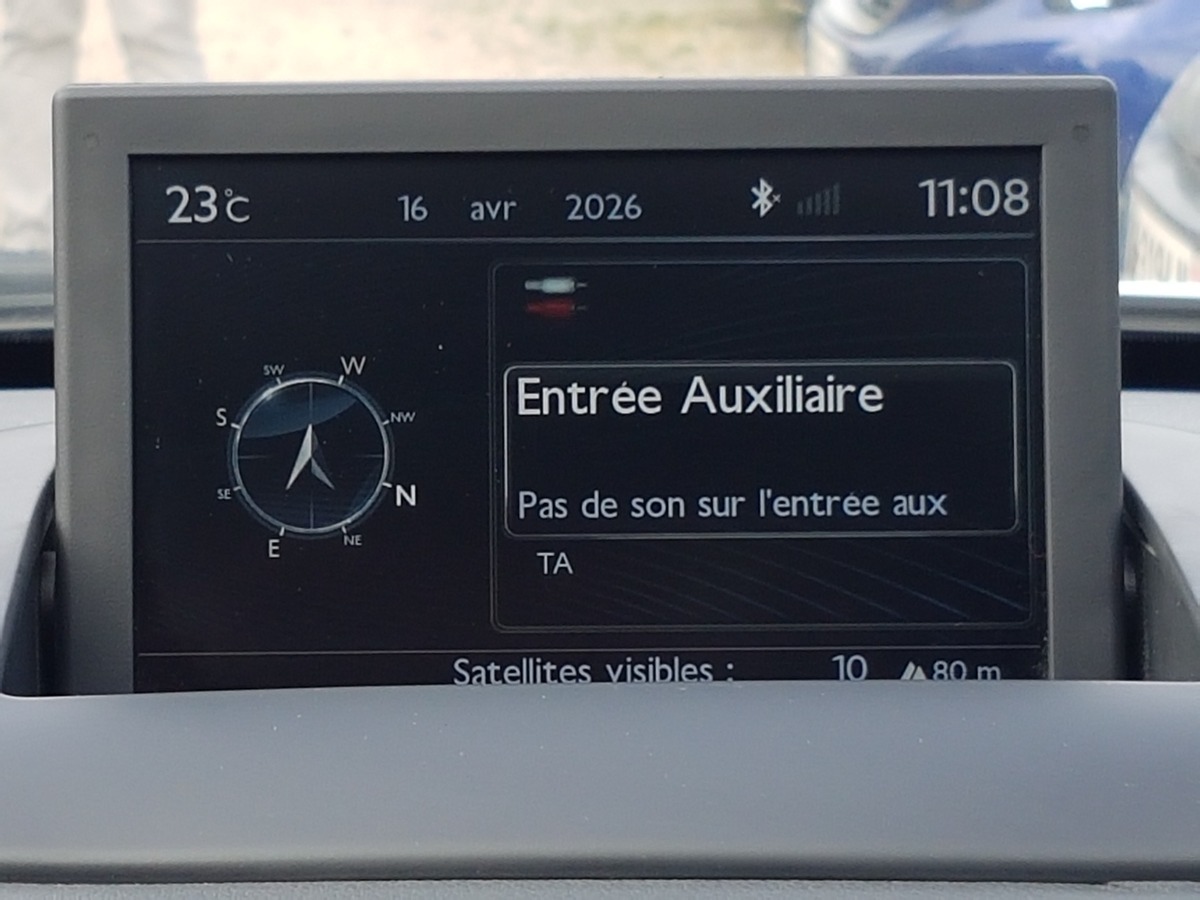 23°C 16 avr 2026 11:08
SW W
S NW
SE N
E NE
Entrée Auxiliaire
Pas de son sur l'entrée aux
TA
Satellites visibles : 10 80 m